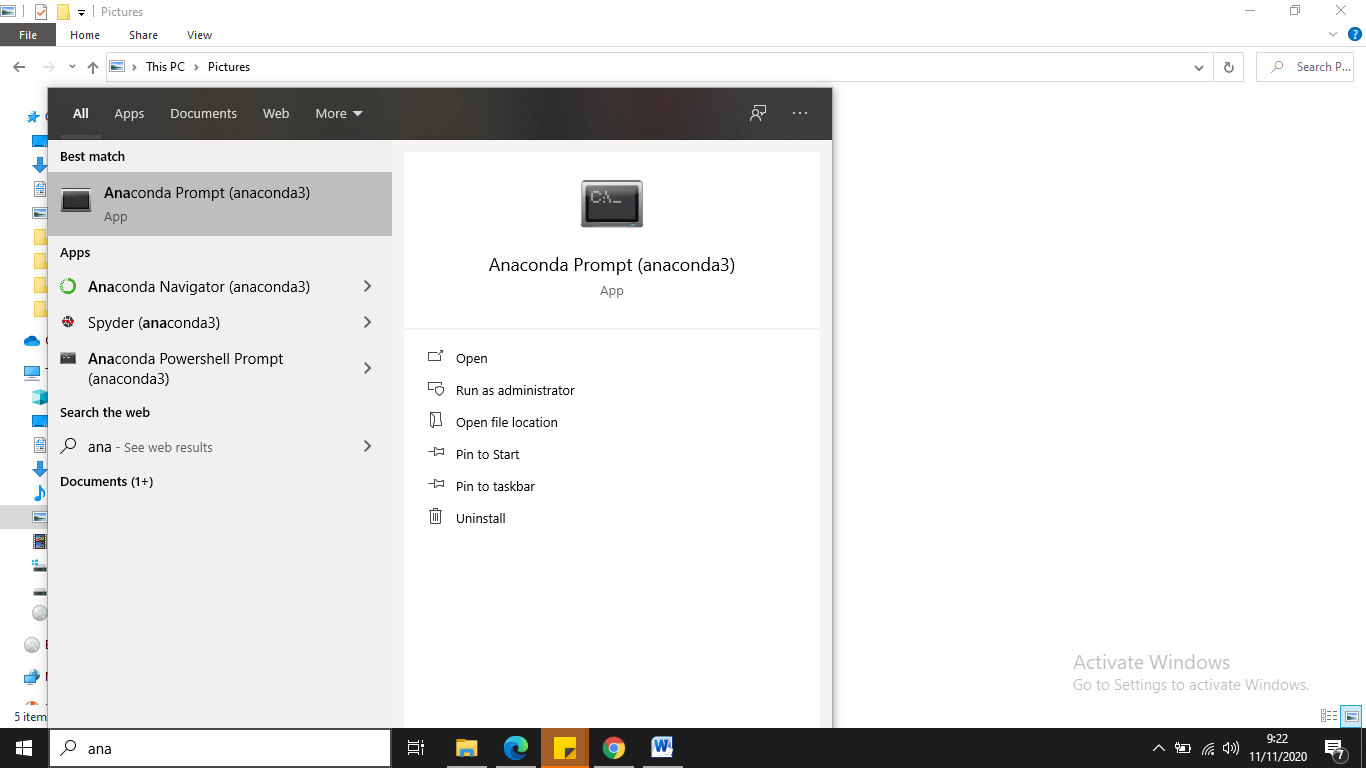 Pictures
File Home Share View
This PC Pictures
Search P...
All Apps Documents Web More
Best match
Anaconda Prompt (anaconda3)
App
Apps
Anaconda Navigator (anaconda3)
Spyder (anaconda3)
Anaconda Powershell Prompt
(anaconda3)
Search the web
ana - See web results
Documents (1+)
Anaconda Prompt (anaconda3)
App
Open
Run as administrator
Open file location
Pin to Start
Pin to taskbar
Uninstall
Activate Windows
Go to Settings to activate Windows.
5 item
ana
9:22
11/11/2020
7